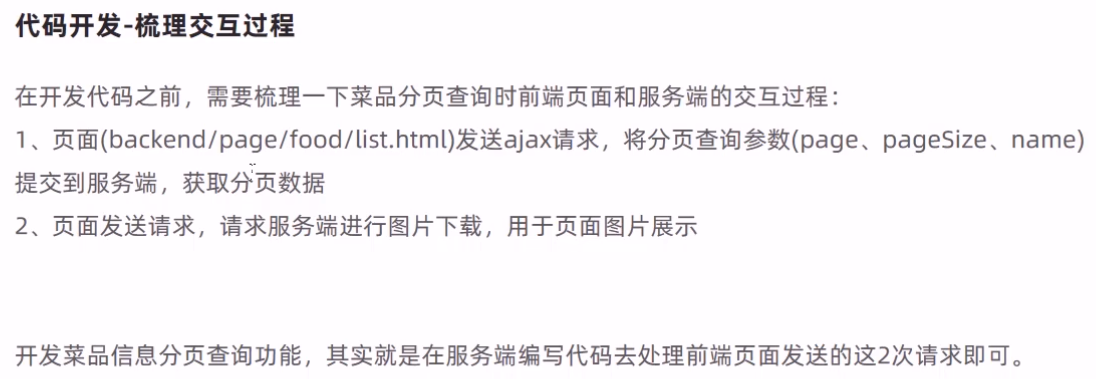 代码开发-梳理交互过程
在开发代码之前，需要梳理一下菜品分页查询时前端页面和服务端的交互过程：
1、页面(backend/page/food/list.html)发送ajax请求，将分页查询参数(page、pageSize、name)
提交到服务端，获取分页数据
2、页面发送请求，请求服务端进行图片下载，用于页面图片展示
开发菜品信息分页查询功能，其实就是在服务端编写代码去处理前端页面发送的这2次请求即可。